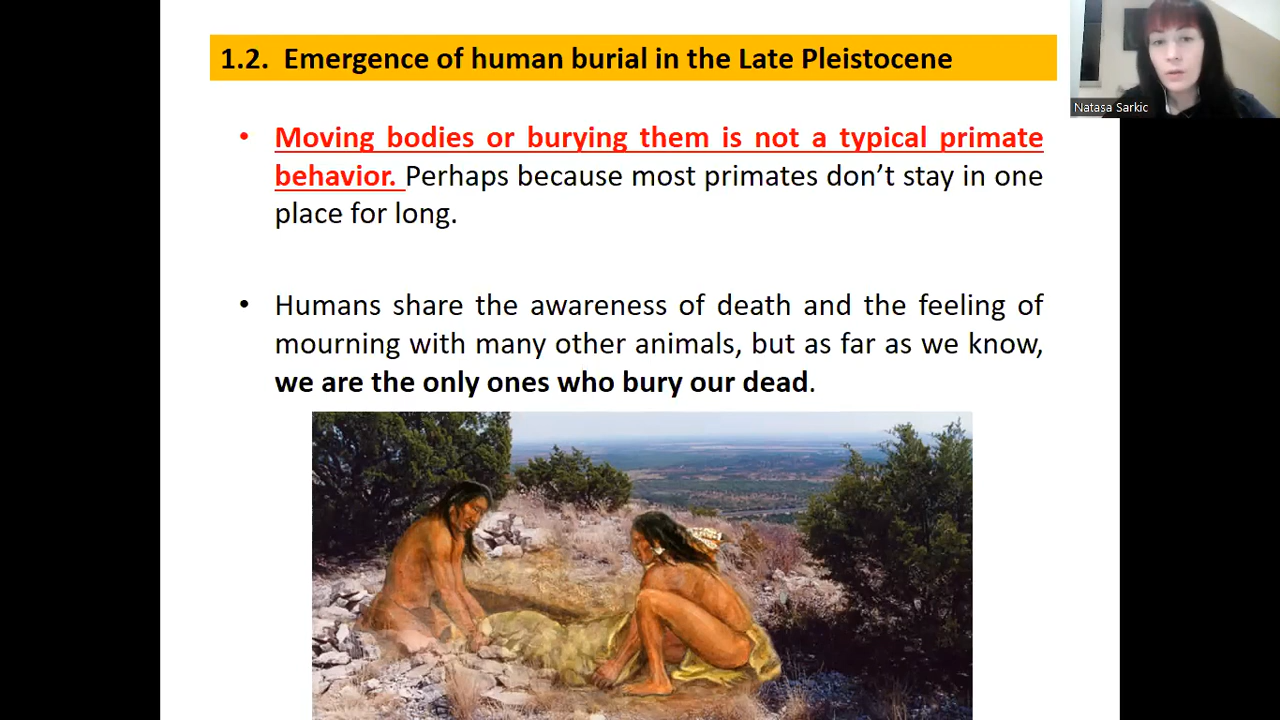 1.2. Emergence of human burial in the Late Pleistocene
Natasa Sarkic
• Moving bodies or burying them is not a typical primate
behavior. Perhaps because most primates don’t stay in one
place for long.
• Humans share the awareness of death and the feeling of
mourning with many other animals, but as far as we know,
we are the only ones who bury our dead.